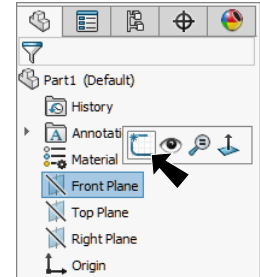 Part1 (Default)
History
A
Annotati
Material
Front Plane
Top Plane
Right Plane
Origin